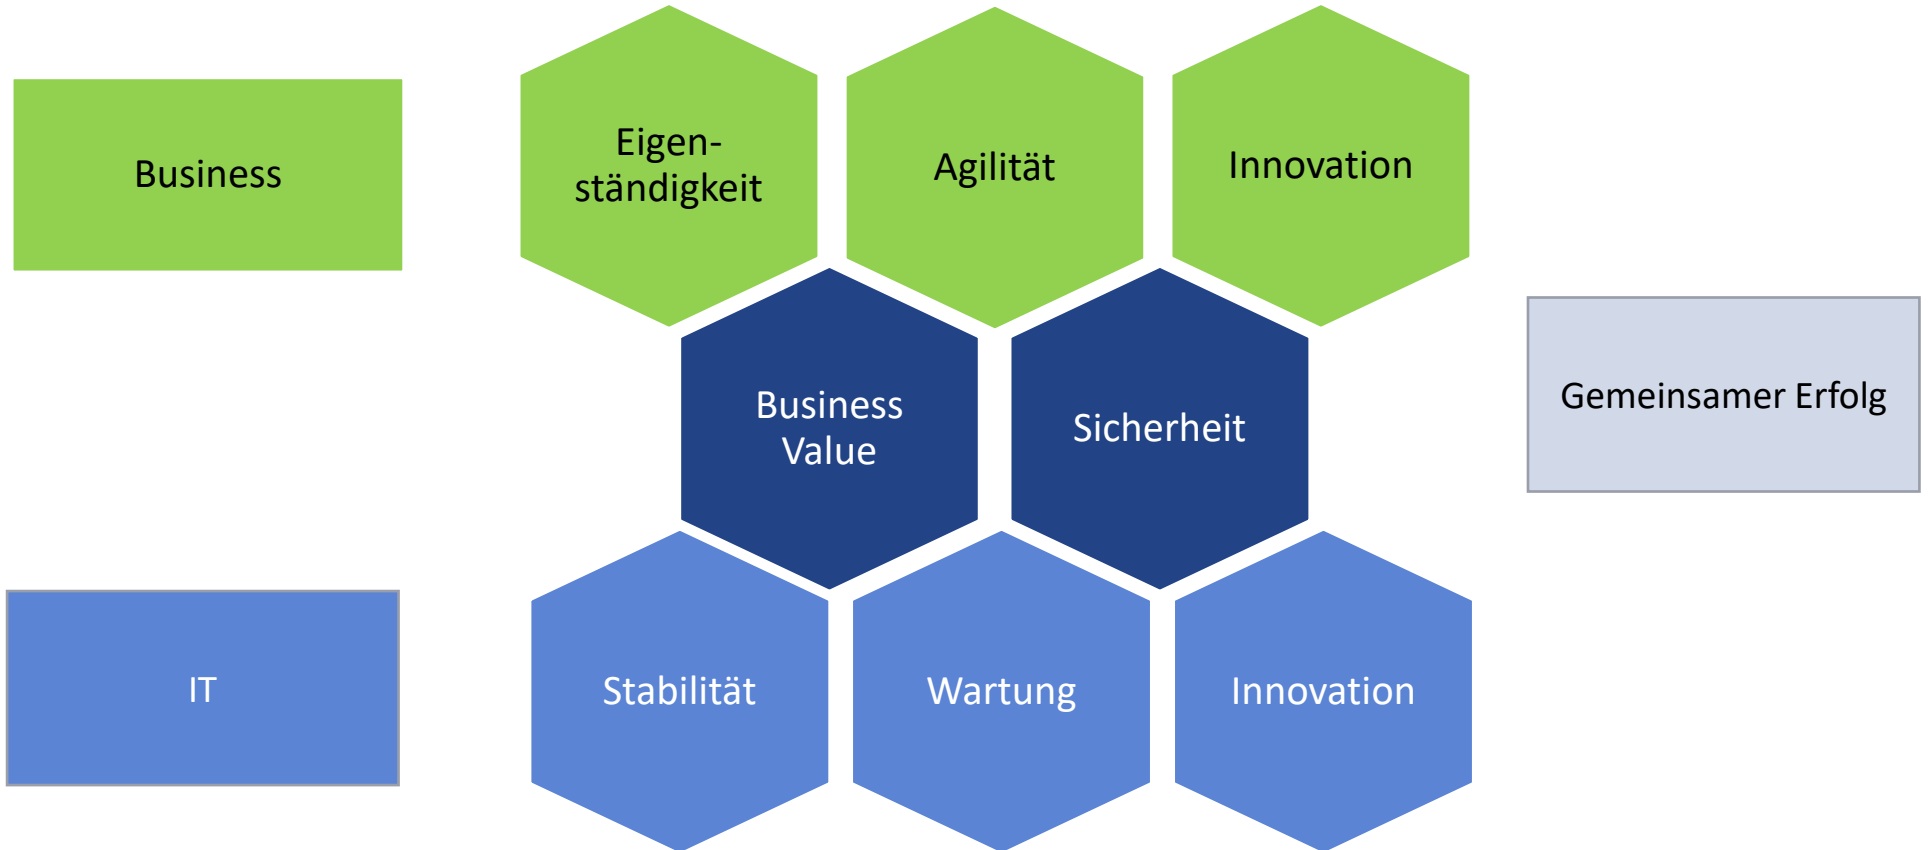 Business
Eigen-
ständigkeit
Agilität
Innovation
Business
Value
Sicherheit
Gemeinsamer Erfolg
IT
Stabilität
Wartung
Innovation